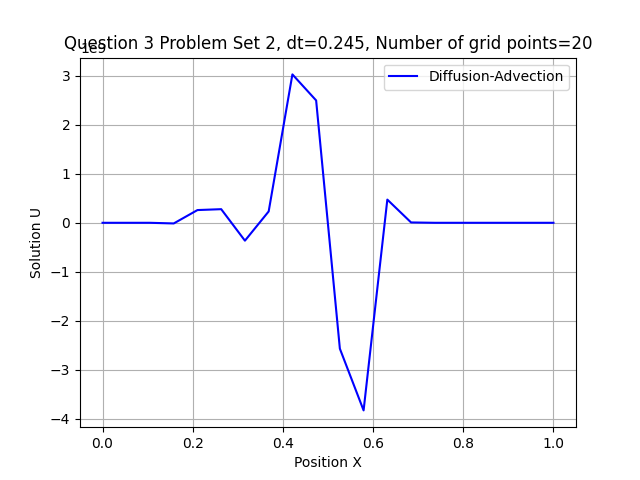 Question 3 Problem Set 2, dt=0.245, Number of grid points=20
1e9
Diffusion-Advection
3
2
1
0
−1
−2
−3
−4
Solution U
0.0 0.2 0.4 0.6 0.8 1.0
Position X